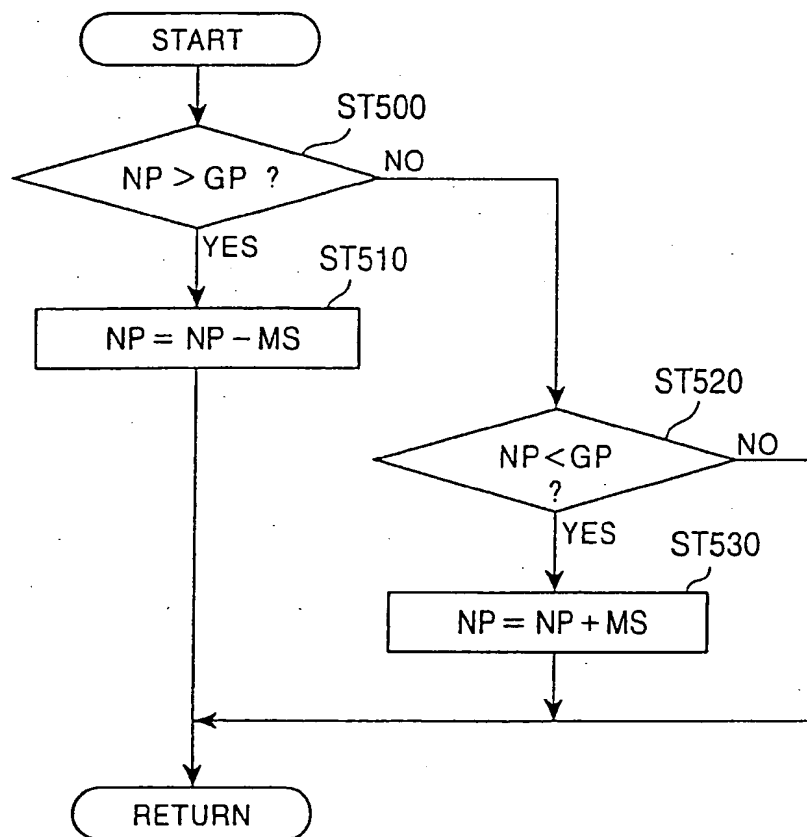 START
ST500
NP > GP ?
NO
YES
ST510
NP = NP - MS
ST520
NP < GP
?
NO
YES
ST530
NP = NP + MS
RETURN